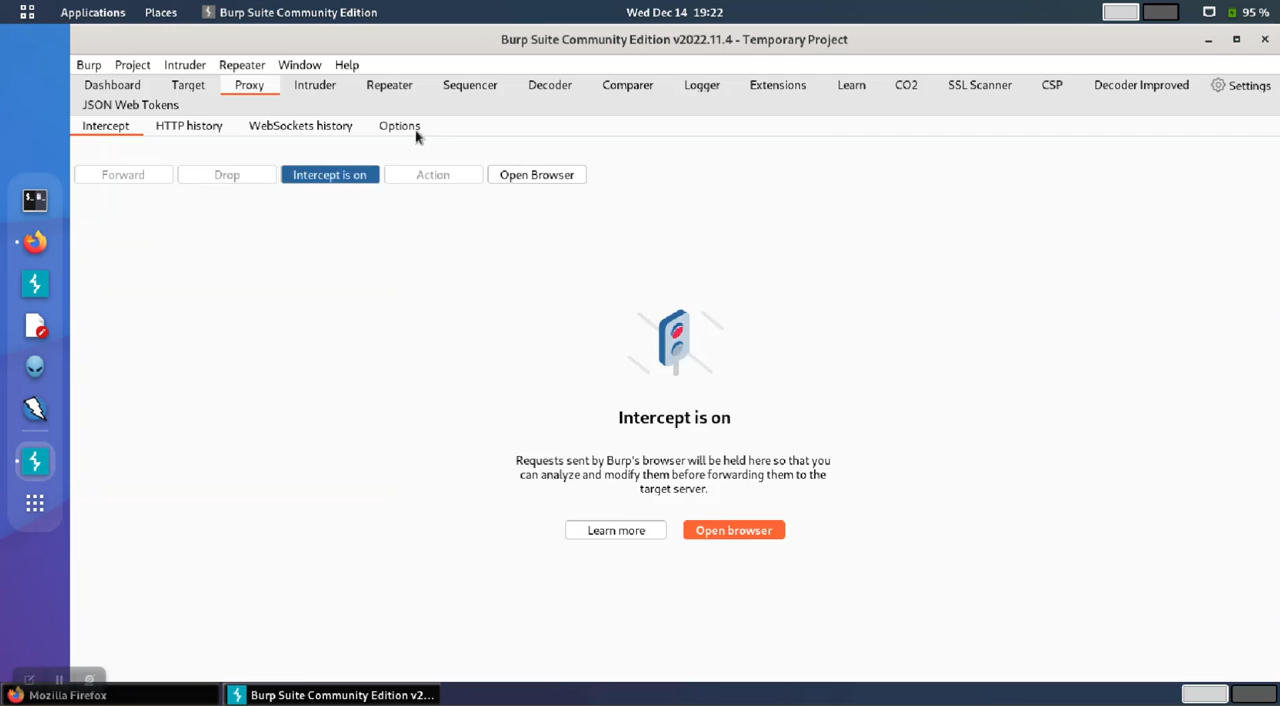 Applications Places Burp Suite Community Edition Wed Dec 14 19:22 95 %
Burp Suite Community Edition v2022.11.4 - Temporary Project
Burp Project Intruder Repeater Window Help
Dashboard Target Proxy Intruder Repeater Sequencer Decoder Comparer Logger Extensions Learn CO2 SSL Scanner CSP Decoder Improved Settings
JSON Web Tokens
Intercept HTTP history WebSockets history Options
Forward Drop Intercept is on Action Open Browser
Intercept is on
Requests sent by Burp's browser will be held here so that you
can analyze and modify them before forwarding them to the
target server.
Learn more Open browser
Mozilla Firefox Burp Suite Community Edition v2...